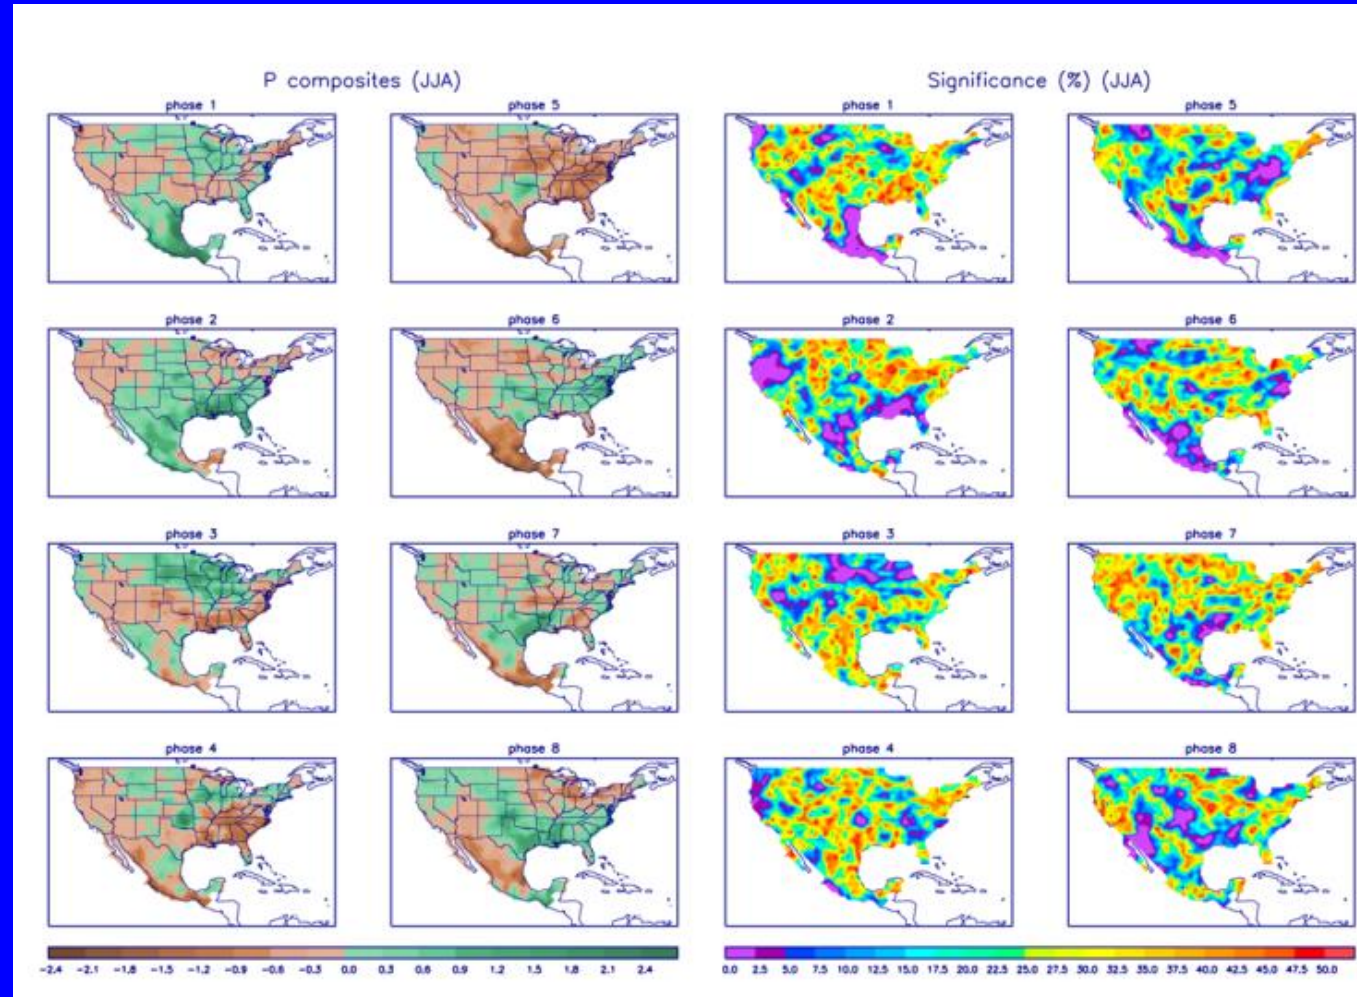 P composites (JJA) Significance (%) (JJA)
phase 1 phase 5 phase 1 phase 5
phase 2 phase 6 phase 2 phase 6
phase 3 phase 7 phase 3 phase 7
phase 4 phase 8 phase 4 phase 8
-2.4 -2.1 -1.8 -1.5 -1.2 -0.9 -0.6 -0.3 0.0 0.3 0.6 0.9 1.2 1.5 1.8 2.1 2.4 0.0 2.5 5.0 7.5 10.0 12.5 15.0 17.5 20.0 22.5 25.0 27.5 30.0 32.5 35.0 37.5 40.0 42.5 45.0 47.5 50.0